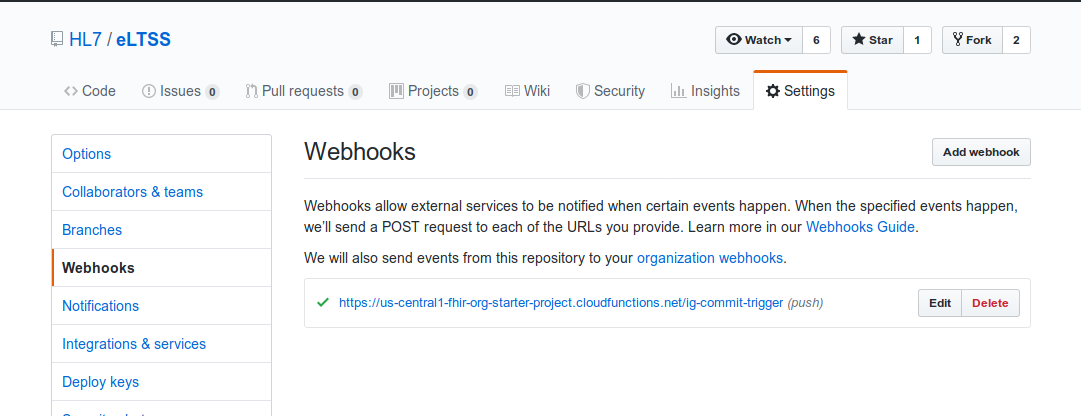 HL7 / eLTSS
Watch 6 Star 1 Fork 2
Code Issues 0 Pull requests 0 Projects 0 Wiki Security Insights Settings
Options
Collaborators & teams
Branches
Webhooks
Notifications
Integrations & services
Deploy keys
Webhooks
Add webhook
Webhooks allow external services to be notified when certain events happen. When the specified events happen,
we'll send a POST request to each of the URLs you provide. Learn more in our Webhooks Guide.
We will also send events from this repository to your organization webhooks.
https://us-central1-fhir-org-starter-project.cloudfunctions.net/ig-commit-trigger (push)
Edit Delete